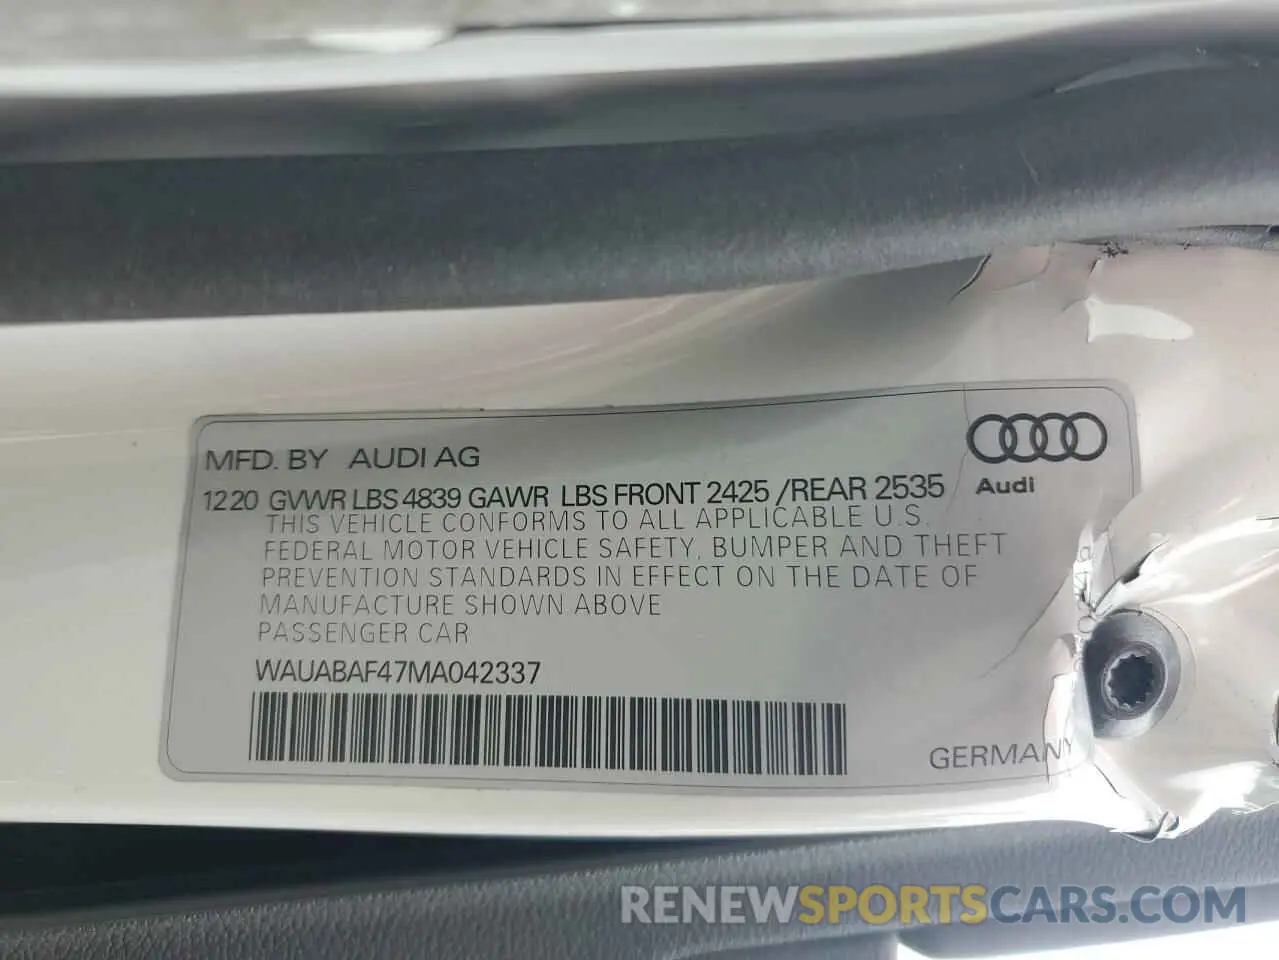 MFD. BY AUDI AG
1220 GVWR LBS 4839 GAWR LBS FRONT 2425 /REAR 2535
Audi
THIS VEHICLE CONFORMS TO ALL APPLICABLE U.S.
FEDERAL MOTOR VEHICLE SAFETY, BUMPER AND THEFT
PREVENTION STANDARDS IN EFFECT ON THE DATE OF
MANUFACTURE SHOWN ABOVE
PASSENGER CAR
WAUABAF47MA042337
GERMANY
RENEWSPORTSCARS.COM